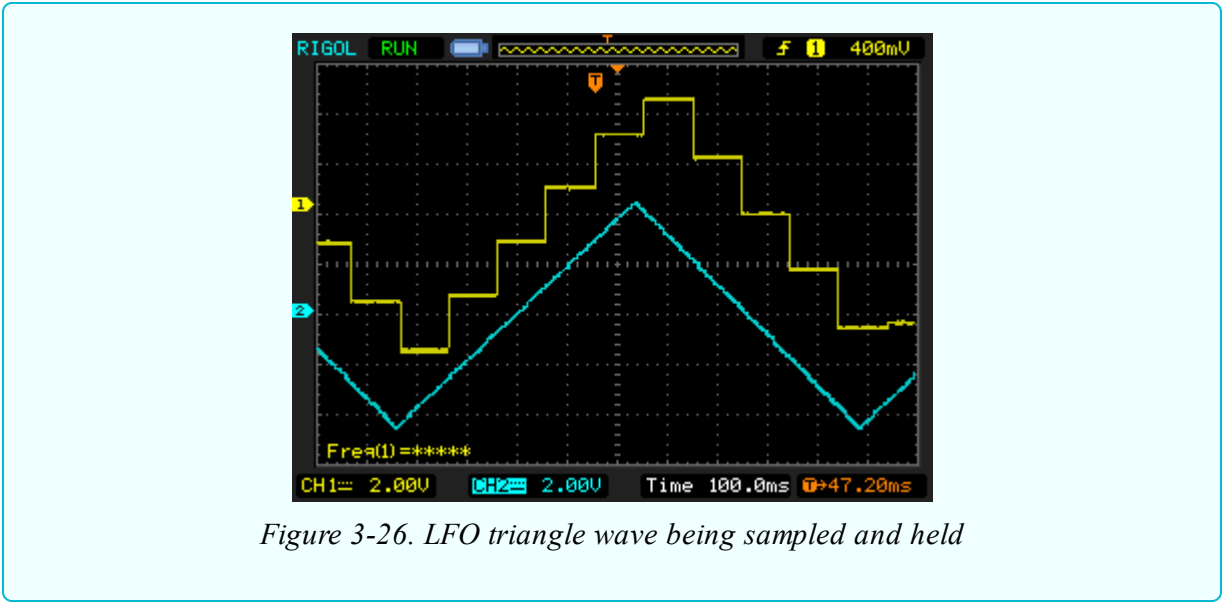 RIGOL RUN T 1 400mV
T
1
2
Freq(1)=*****
CH1 2.00V CH2 2.00V Time 100.0ms T→47.20ms
Figure 3-26. LFO triangle wave being sampled and held